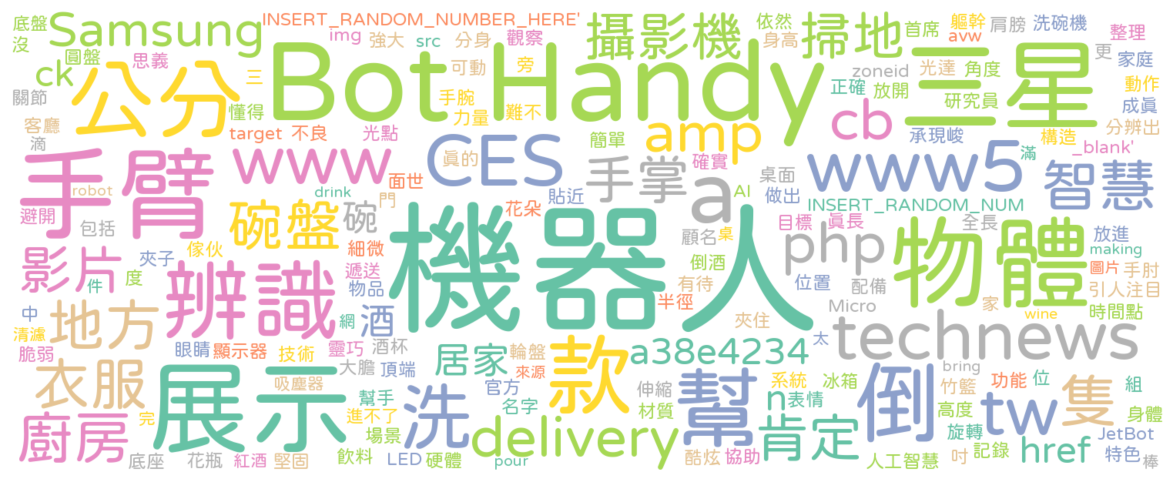 底盤 Samsung INSERT_RANDOM_NUMBER_HERE' 攝影機 依然 掃地 首席 軀幹 肩膀 洗碗機
沒 圓盤 思義 img 強大 src 分身 觀察 身高 avw 更 整理
ck 公分 三 Bot Handy 可動 旁 zoneid 光達 角度 三星 家庭
關節 懂得 手腕 力量 難不 正確 放開 研究員 動作 成員
客廳 target 不良 光點 簡單 amp cb 承現峻 構造 分辨出
滴 手臂 www CES 真的 手掌 確實 桌面 www5 _blank' 智慧
robot 面世 drink 貼近 AI 做出
避開 包括 碗盤 碗 門 花朵 a 目標 眞長 INSERT_RANDOM_NUM 全長 放進 making
影片 夾子 傢伙 辨識 細微 機器人 顧名 桌 倒酒 php 物體 圖片 手肘
中 件 度 遞送 物品 酒 有待 位置 配備 引人注目
清濾 地方 網 半徑 Micro 家 wine 時間點
脆弱 眼睛 顯示器 技術 靈巧 酒杯 居家 輪盤 款 a38e4234 夾住 太 technews
衣服 吸塵器 大膽 頂端 官方 來源 伸縮 系統 冰箱 bring 竹籃 功能 位 組
廚房 完 展示 幫手 洗 名字 材質 幫 n 表情 倒 高度 tw 隻 身體
進不了 場景 delivery 肯定 旋轉 記錄 href JetBot
底座 花瓶 紅酒 堅固 飲料 LED 硬體 pour 酷炫 協助 人工智慧 吋 特色 棒